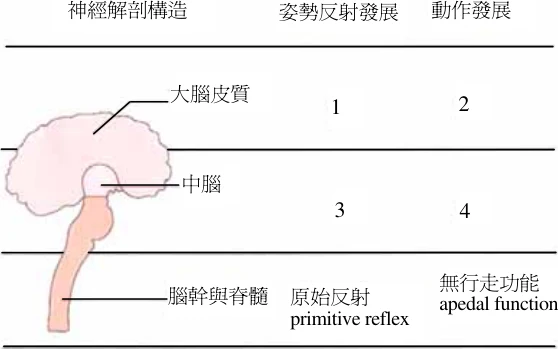 神經解剖構造 姿勢反射發展 動作發展
大腦皮質 1 2
中腦 3 4
腦幹與脊髓 原始反射 無行走功能
primitive reflex apedal function